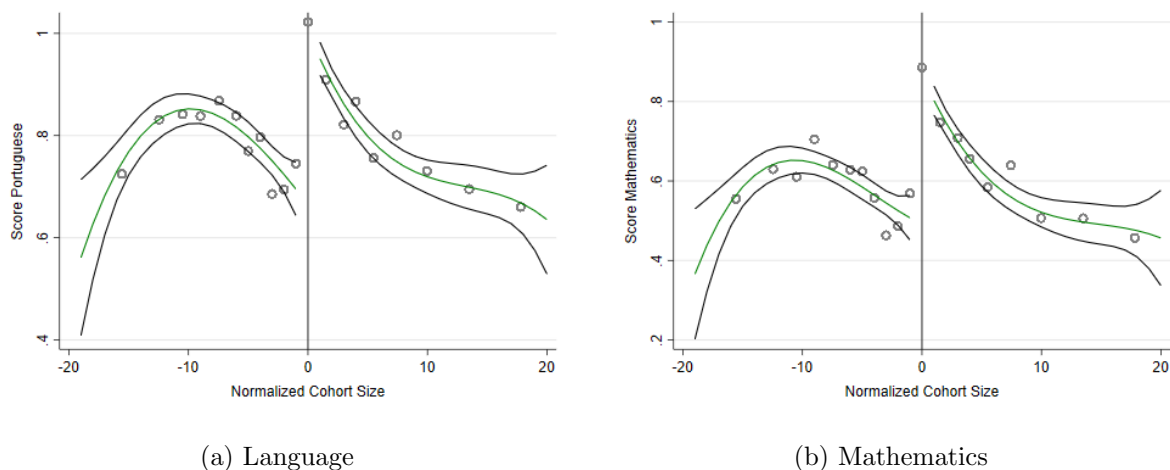 Score Portuguese
1
.8
.6
.4
-20 -10 0 10 20
Normalized Cohort Size
(a) Language
Score Mathematics
1
.8
.6
.4
.2
-20 -10 0 10 20
Normalized Cohort Size
(b) Mathematics